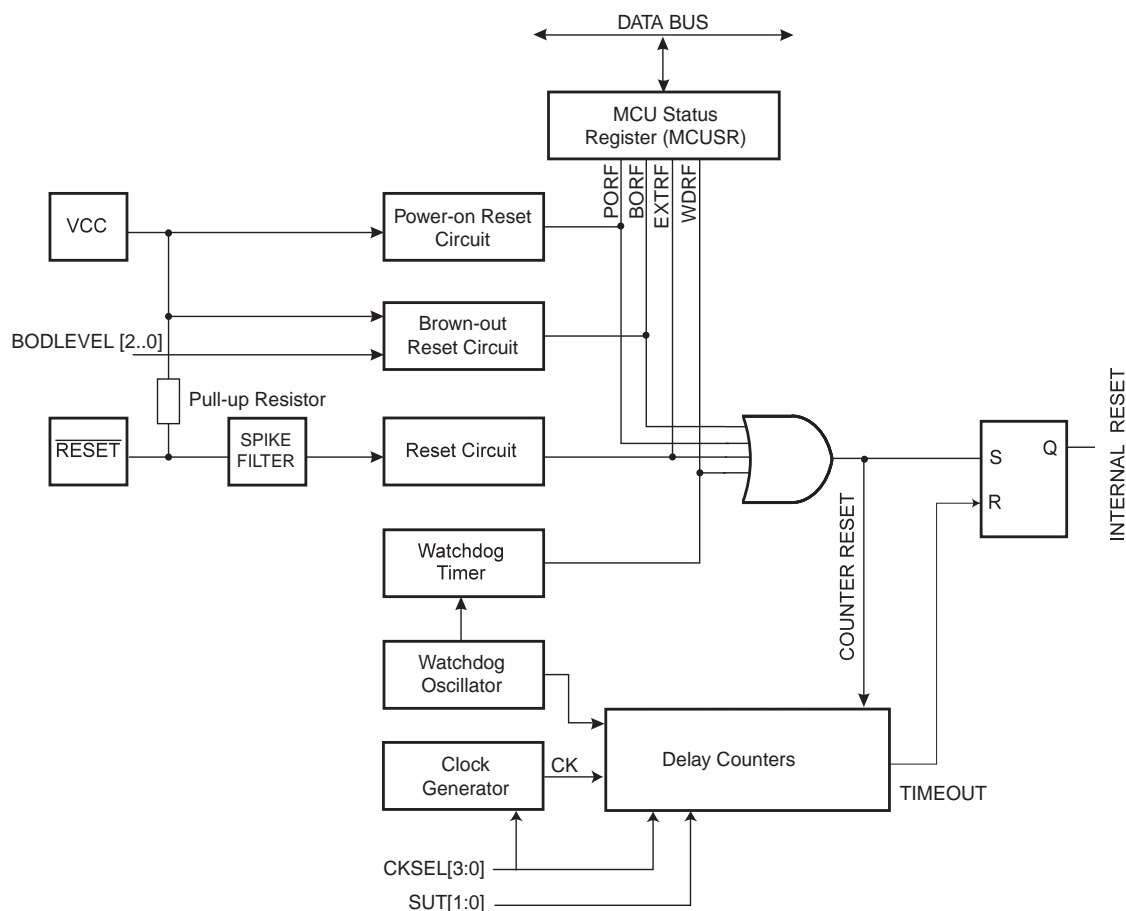 DATA BUS
MCU Status
Register (MCUSR)
PORF
BORF
EXTRF
WDRF
VCC
Power-on Reset
Circuit
BODLEVEL [2..0]
Brown-out
Reset Circuit
Pull-up Resistor
RESET
SPIKE
FILTER
Reset Circuit
S
Q
R
INTERNAL RESET
COUNTER RESET
Watchdog
Timer
Watchdog
Oscillator
Clock
Generator
CK
Delay Counters
TIMEOUT
CKSEL[3:0]
SUT[1:0]